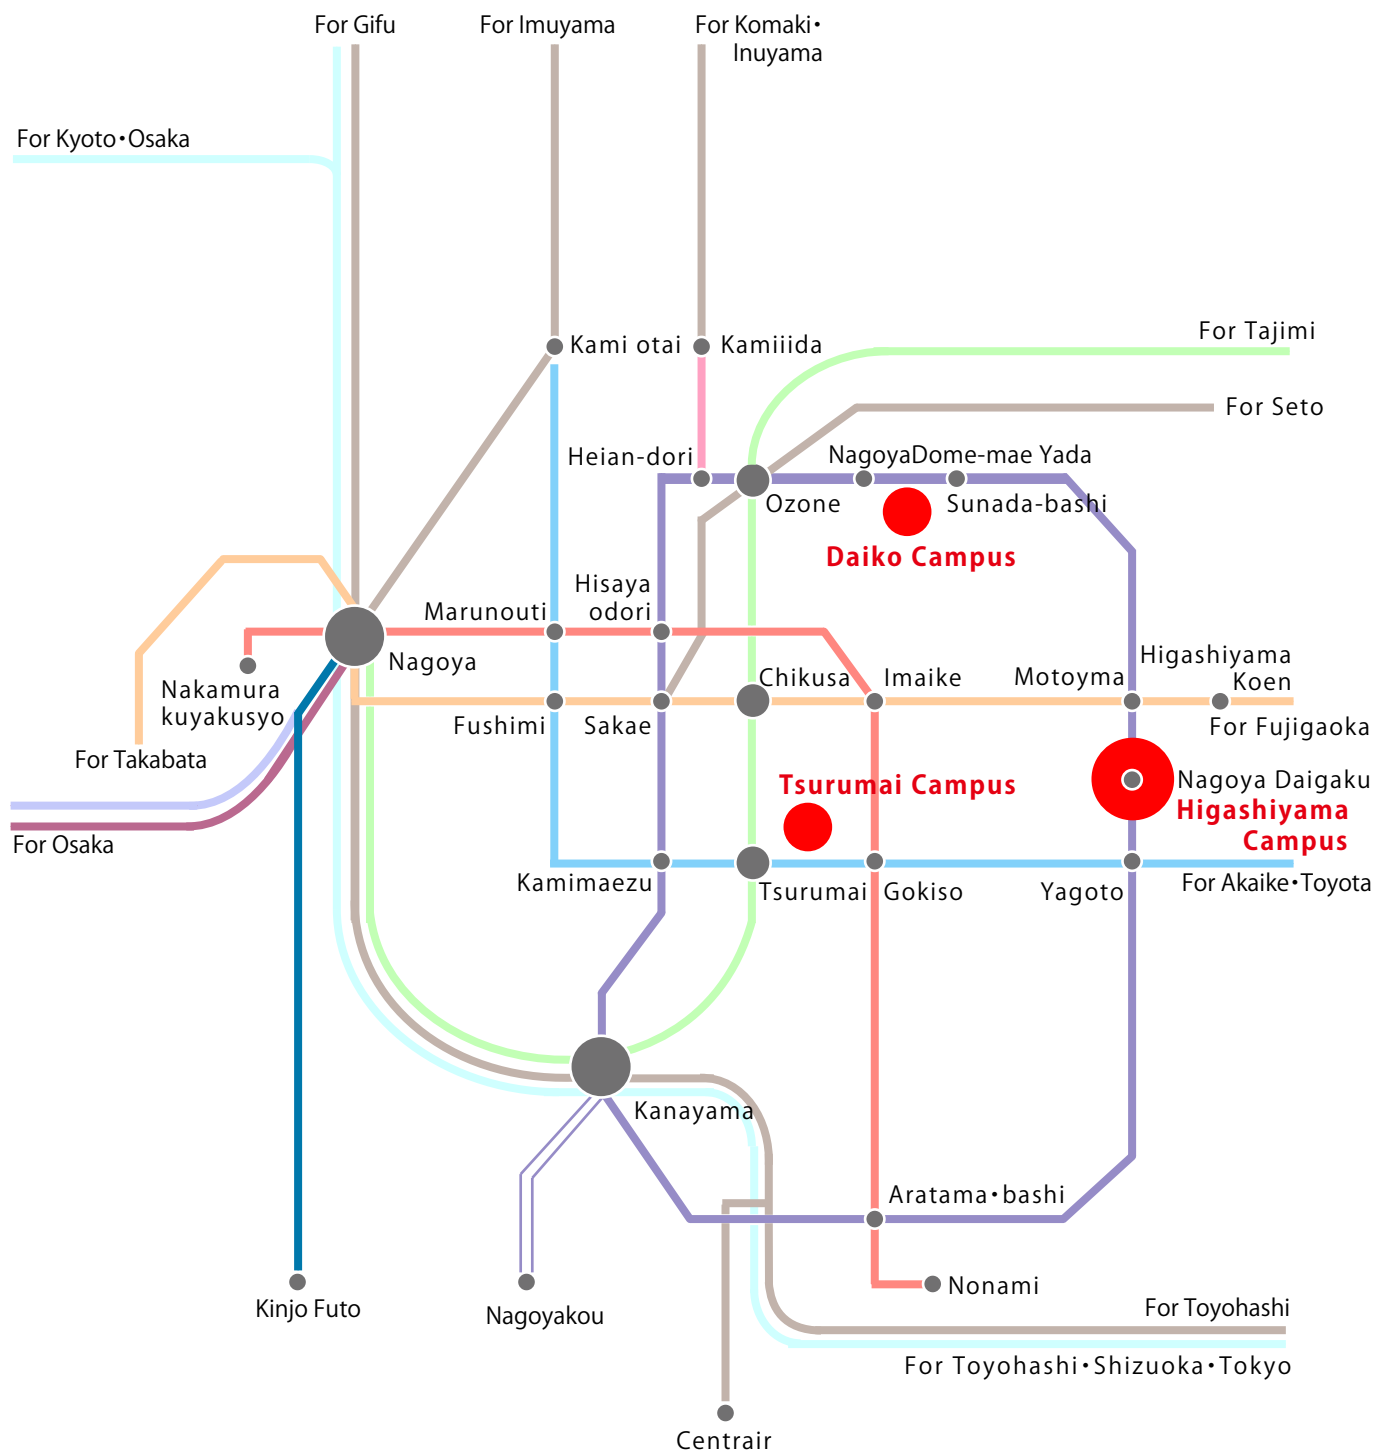 For Gifu
For Imuyama
For Komaki・
Inuyama
For Kyoto・Osaka
For Tajimi
Kami otai
Kamiiida
For Seto
Heian-dori
NagoyaDome-mae Yada
Ozone
Sunada-bashi
Daiko Campus
Hisaya
odori
Marunouti
Nagoya
Chikusa
Imaike
Motoyma
Higashiyama
Koen
Nakamura
kuyakusyo
Fushimi
Sakae
For Fujigaoka
For Takabata
Tsurumai Campus
Nagoya Daigaku
Higashiyama
Campus
For Osaka
Kamimaezu
Tsurumai
Gokiso
Yagoto
For Akaike・Toyota
Kanayama
Aratama・bashi
Nonami
Kinjo Futo
Nagoyakou
For Toyohashi
For Toyohashi・Shizuoka・Tokyo
Centrair